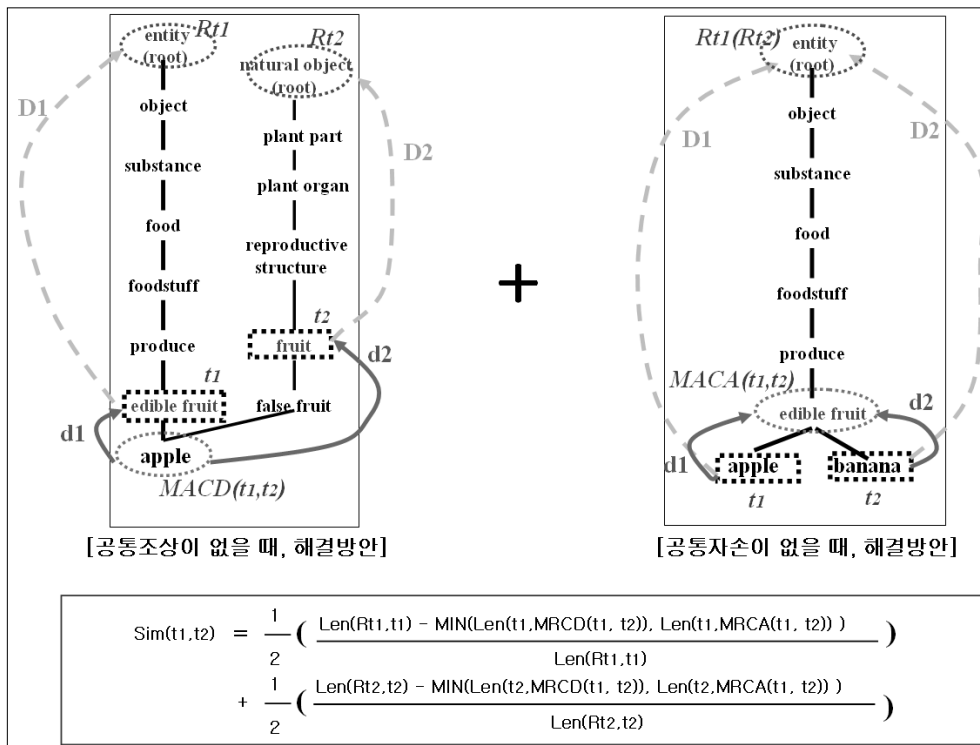 Rt1
entity
(root)
Rt2
natural object
(root)
D1
object
substance
food
foodstuff
produce
t1
edible fruit
d1
apple
MACD(t1,t2)
plant part
D2
plant organ
reproductive
structure
t2
fruit
d2
false fruit
[공통조상이 없을 때, 해결방안]
+
Rt1(Rt2)
entity
(root)
D1
D2
object
substance
food
foodstuff
produce
MACA(t1,t2)
edible fruit
d1
d2
apple
banana
t1
t2
[공통자손이 없을 때, 해결방안]
Sim(t1,t2) = 1/2 ( Len(Rt1,t1) - MIN(Len(t1,MRCD(t1, t2)), Len(t1,MRCA(t1, t2)) ) / Len(Rt1,t1) )
+ 1/2 ( Len(Rt2,t2) - MIN(Len(t2,MRCD(t1, t2)), Len(t2,MRCA(t1, t2)) ) / Len(Rt2,t2) )